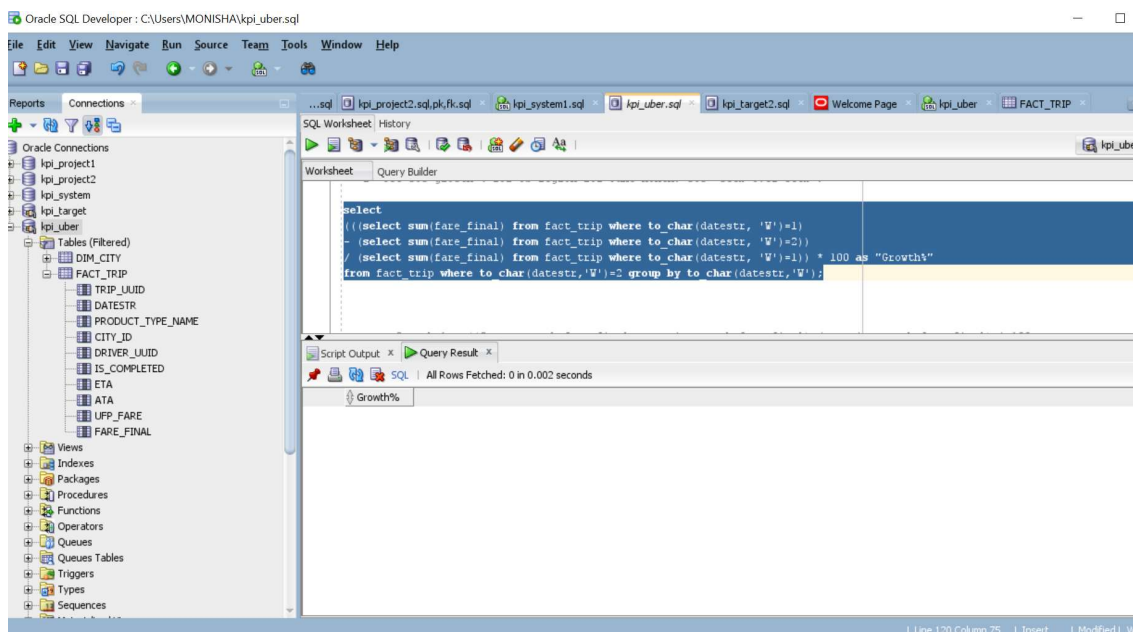 Oracle SQL Developer : C:\Users\MONISHA\kpi_uber.sql
File Edit View Navigate Run Source Team Tools Window Help
Reports Connections
...sql kpi_project2.sql,pk,fk.sql kpi_system1.sql kpi_uber.sql kpi_target2.sql Welcome Page kpi_uber FACT_TRIP
SQL Worksheet History
kpi_ube
Worksheet Query Builder
Oracle Connections
kpi_project1
kpi_project2
kpi_system
kpi_target
kpi_uber
Tables (Filtered)
DIM_CITY
FACT_TRIP
TRIP_UUID
DATESTR
PRODUCT_TYPE_NAME
CITY_ID
DRIVER_UUID
IS_COMPLETED
ETA
ATA
UFP_FARE
FARE_FINAL
Views
Indexes
Packages
Procedures
Functions
Operators
Queues
Queues Tables
Triggers
Types
Sequences
select
(((select sum(fare_final) from fact_trip where to_char(datestr, 'W')=1)
- (select sum(fare_final) from fact_trip where to_char(datestr, 'W')=2))
/ (select sum(fare_final) from fact_trip where to_char(datestr, 'W')=1)) * 100 as "Growth%"
from fact_trip where to_char(datestr,'W')=2 group by to_char(datestr,'W');
Script Output Query Result
SQL | All Rows Fetched: 0 in 0.002 seconds
Growth%
| Line 120 Column 75 | Insert | Modified | W